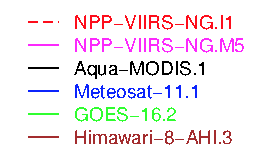 NPP-VIIRS-NG.I1
NPP-VIIRS-NG.M5
Aqua-MODIS.1
Meteosat-11.1
GOES-16.2
Himawari-8-AHI.3